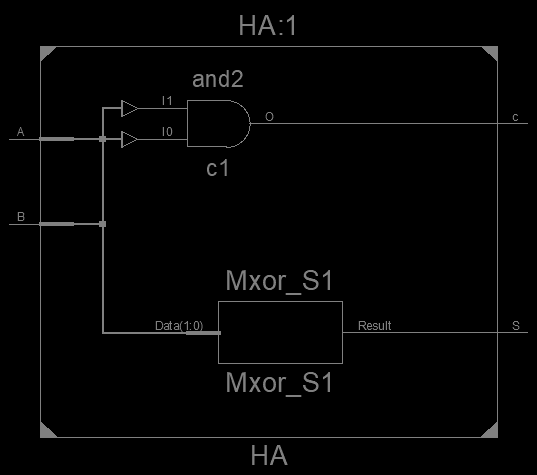 HA:1
and2
I1
A
I0
O
c
c1
B
Mxor_S1
Data(1:0)
Result
S
Mxor_S1
HA